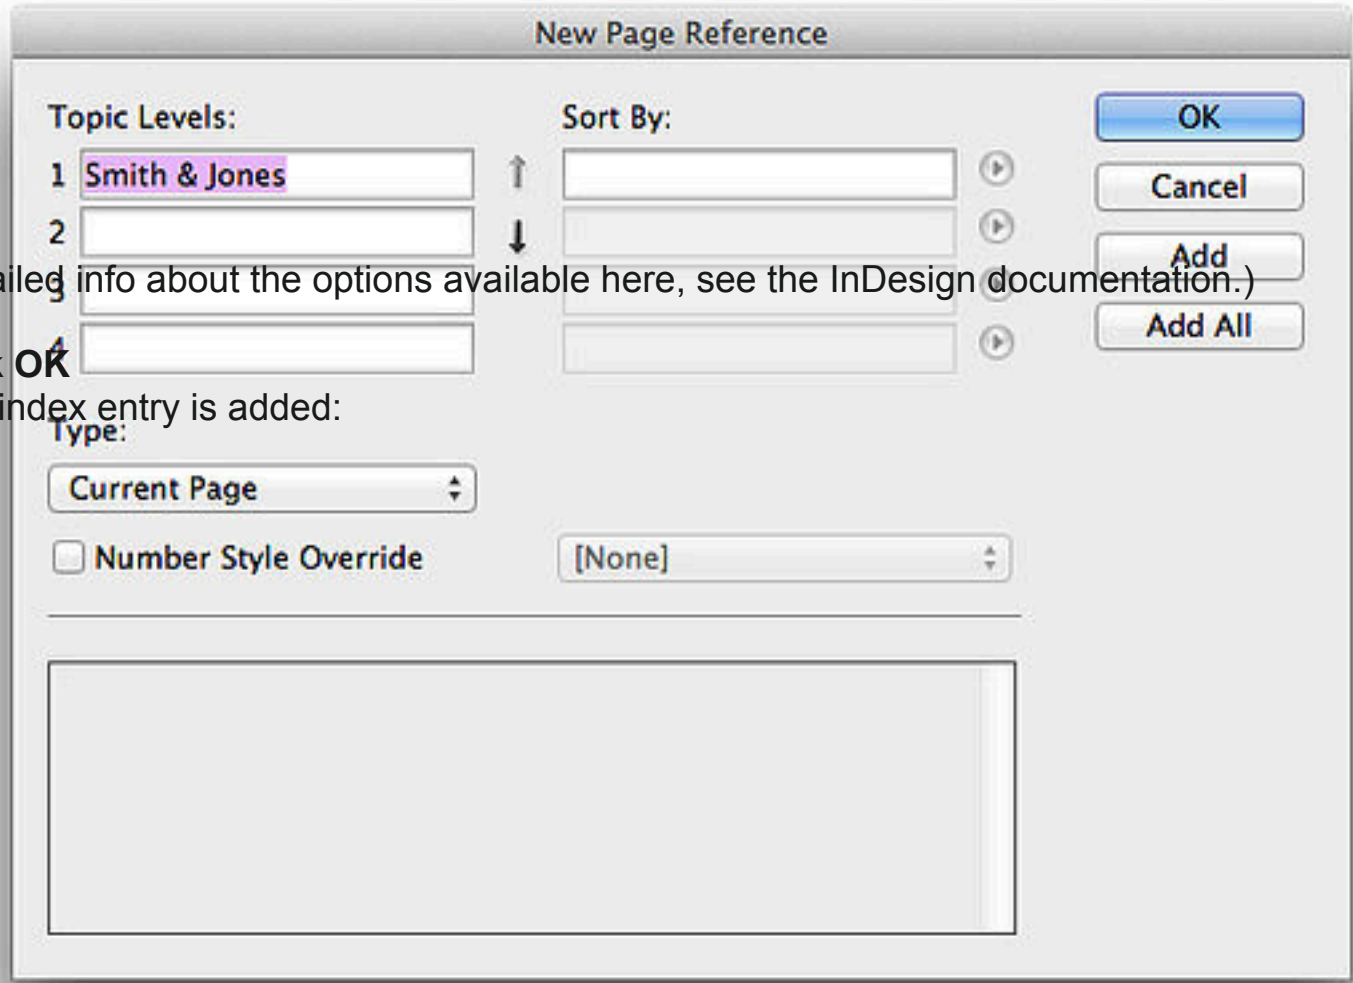 New Page Reference
Topic Levels:
Sort By:
OK
1 Smith & Jones
Cancel
2
Add
info about the options available here, see the InDesign documentation.)
3
Add All
4
OK
index entry is added:
Type:
Current Page
Number Style Override
[None]